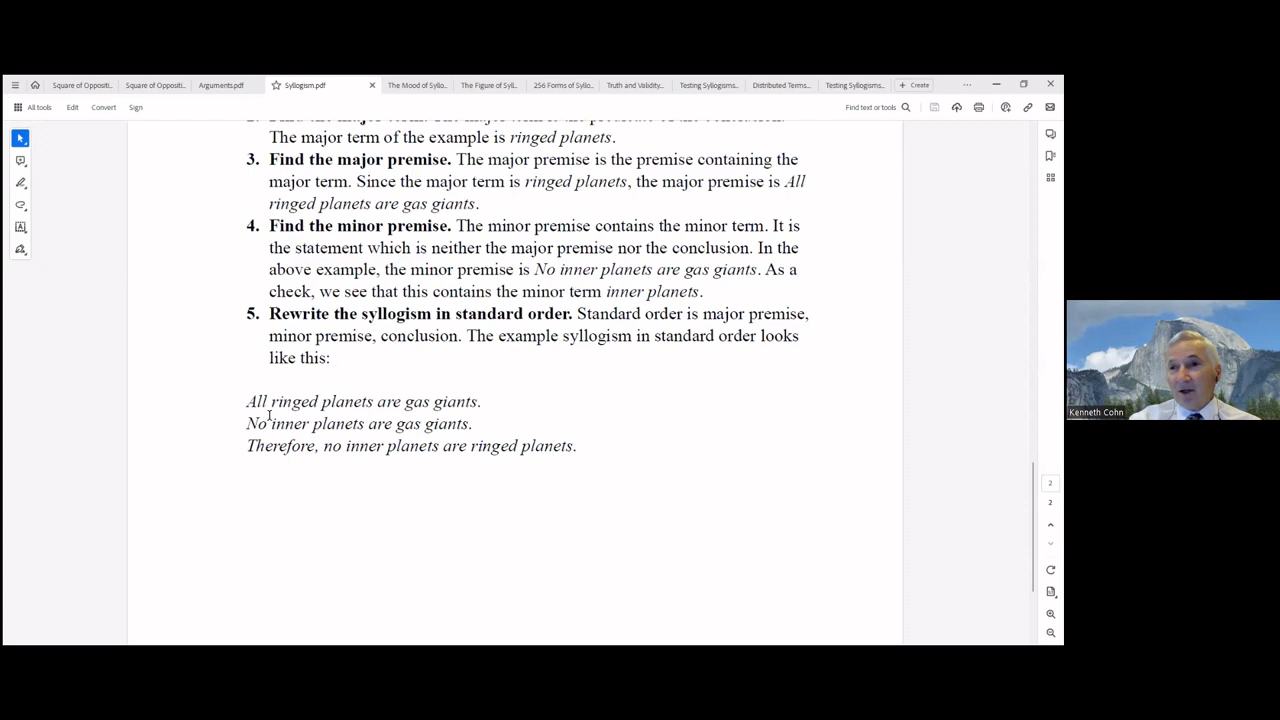 Square of Oppositi...
Square of Oppositi...
Arguments.pdf
Syllogism.pdf
The Mood of Syllo...
The Figure of Syll...
256 Forms of Syllo...
Truth and Validity...
Testing Syllogisms...
Distributed Terms...
Testing Syllogisms..
Create
All tools
Edit
Convert
Sign
Find text or tools
The major term of the example is ringed planets.
3. Find the major premise. The major premise is the premise containing the
major term. Since the major term is ringed planets, the major premise is All
ringed planets are gas giants.
4. Find the minor premise. The minor premise contains the minor term. It is
the statement which is neither the major premise nor the conclusion. In the
above example, the minor premise is No inner planets are gas giants. As a
check, we see that this contains the minor term inner planets.
5. Rewrite the syllogism in standard order. Standard order is major premise,
minor premise, conclusion. The example syllogism in standard order looks
like this:
All ringed planets are gas giants.
No inner planets are gas giants.
Therefore, no inner planets are ringed planets.
Kenneth Cohn
2
2